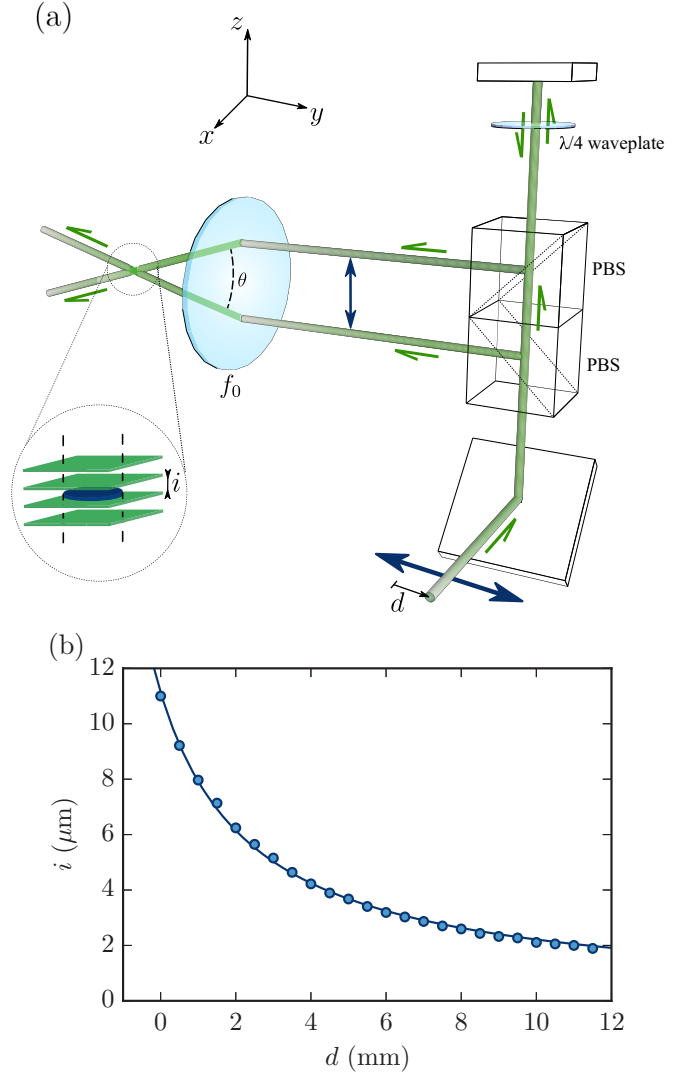 (a)
z
y
x
λ/4 waveplate
PBS
θ
PBS
f₀
i
d
(b)
12
10
8
6
4
2
0
i (μm)
0 2 4 6 8 10 12
d (mm)